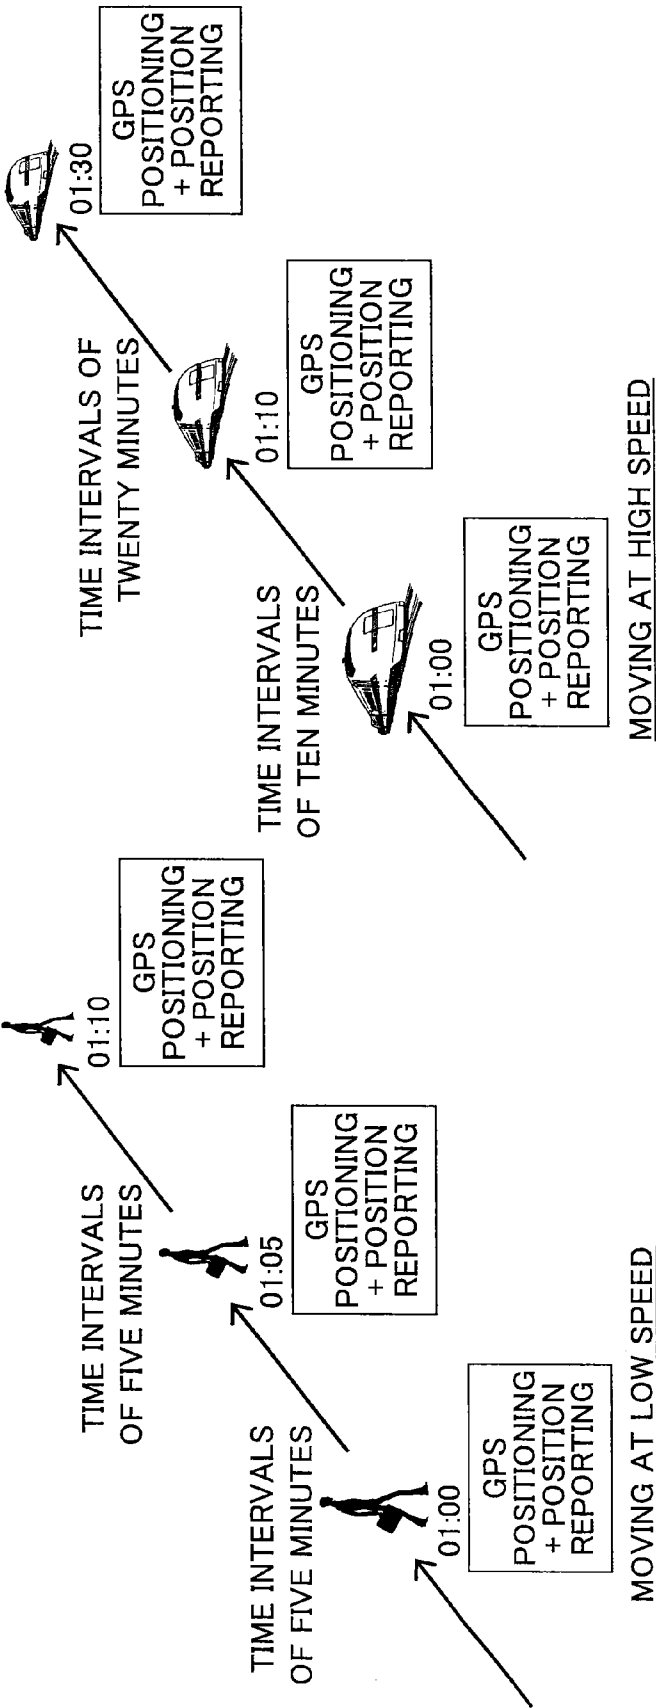 TIME INTERVALS
OF FIVE MINUTES
01:00
GPS
POSITIONING
+ POSITION
REPORTING
TIME INTERVALS
OF FIVE MINUTES
01:05
GPS
POSITIONING
+ POSITION
REPORTING
01:10
GPS
POSITIONING
+ POSITION
REPORTING
MOVING AT LOW SPEED
TIME INTERVALS
OF TEN MINUTES
01:00
GPS
POSITIONING
+ POSITION
REPORTING
TIME INTERVALS OF
TWENTY MINUTES
01:10
GPS
POSITIONING
+ POSITION
REPORTING
01:30
GPS
POSITIONING
+ POSITION
REPORTING
MOVING AT HIGH SPEED